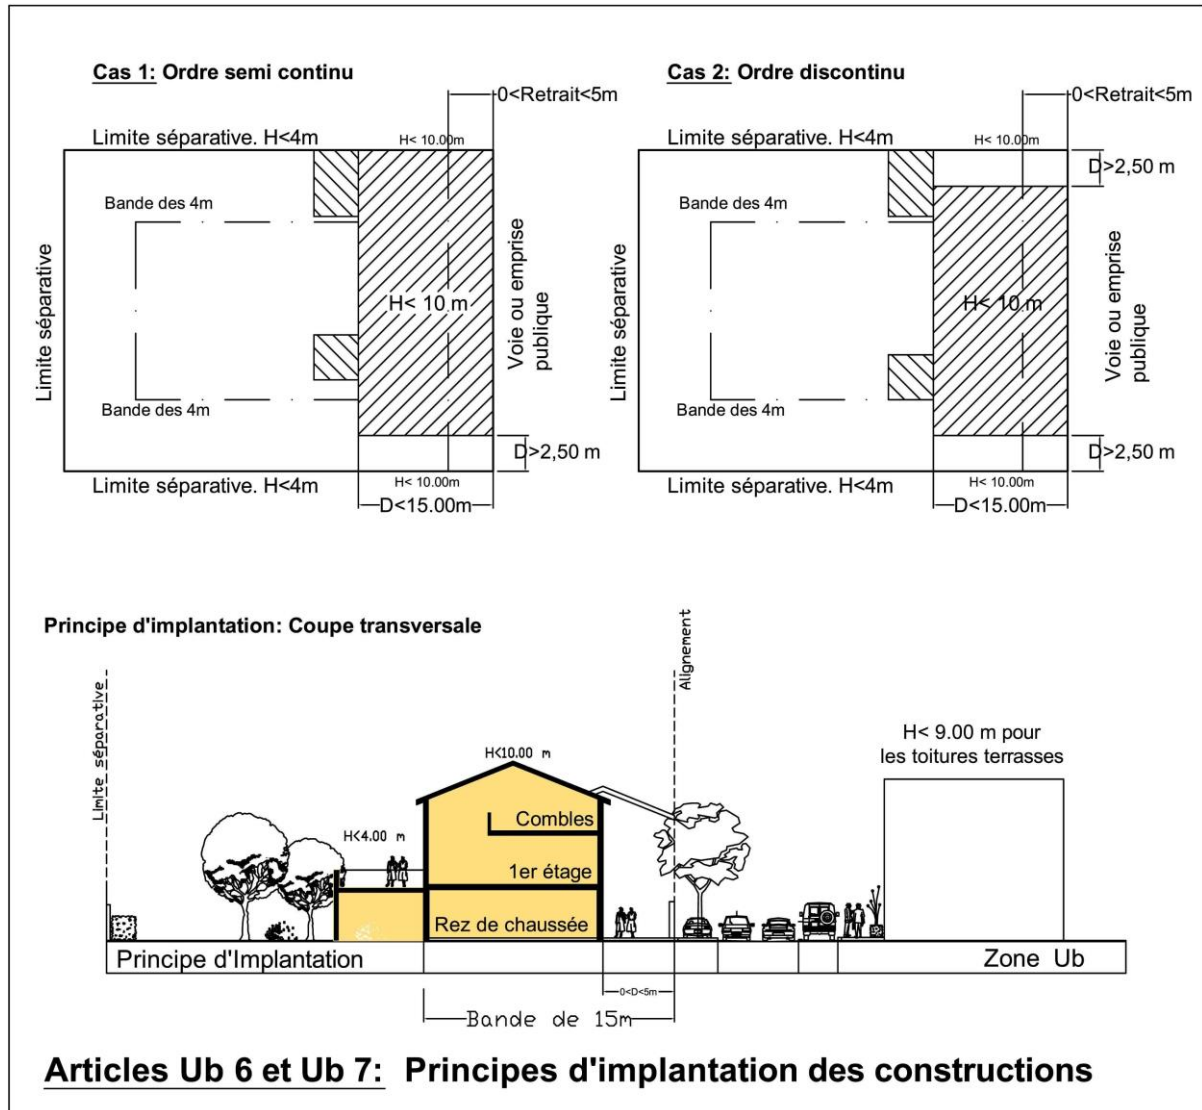 Cas 1: Ordre semi continu
Cas 2: Ordre discontinu
0<Retrait<5m
0<Retrait<5m
Limite séparative. H<4m
H< 10.00m
Limite séparative. H<4m
H< 10.00m
D>2,50 m
Bande des 4m
Bande des 4m
Limite séparative
H< 10 m
Voie ou emprise
publique
Limite séparative
H< 10 m
Voie ou emprise
publique
Bande des 4m
Bande des 4m
D>2,50 m
D>2,50 m
Limite séparative. H<4m
H< 10.00m
Limite séparative. H<4m
H< 10.00m
D<15.00m
D<15.00m
Principe d'implantation: Coupe transversale
Limite séparative
Alignement
H< 9.00 m pour
les toitures terrasses
H<10.00 m
Combles
H<4.00 m
1er étage
Rez de chaussée
Principe d'Implantation
Zone Ub
0<D<5m
Bande de 15m
Articles Ub 6 et Ub 7: Principes d'implantation des constructions